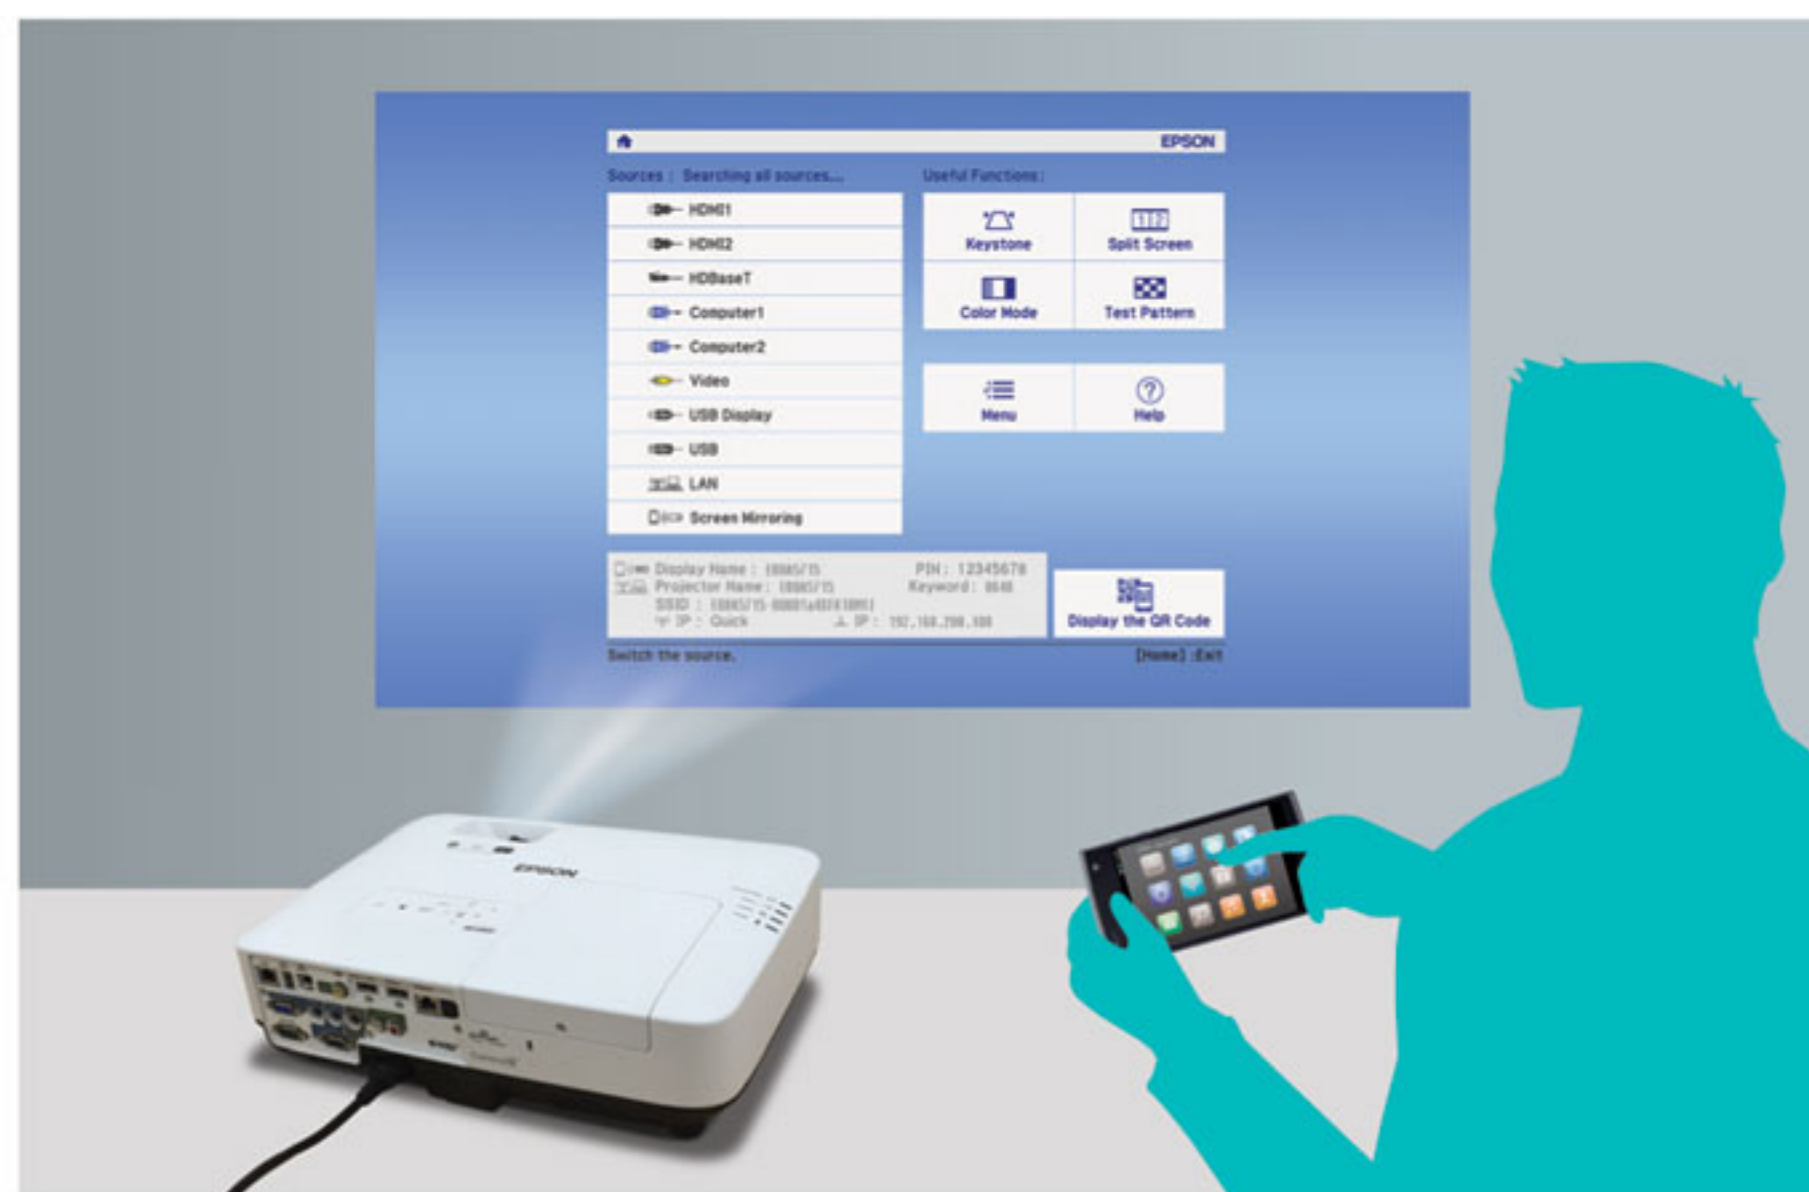 EPSON
Sources : Searching all sources...
Useful Functions:
HDMI1
HDMI2
HDBaseT
Computer1
Computer2
Video
USB Display
USB
LAN
Screen Mirroring
Keystone
Split Screen
1 2
Color Mode
Test Pattern
Menu
Help
Display Name :
PIN : 12345678
Projector Name :
Keyword :
SSID :
IP : Quick
IP :
Display the QR Code
Switch the source.
[Home] :Exit
EPSON